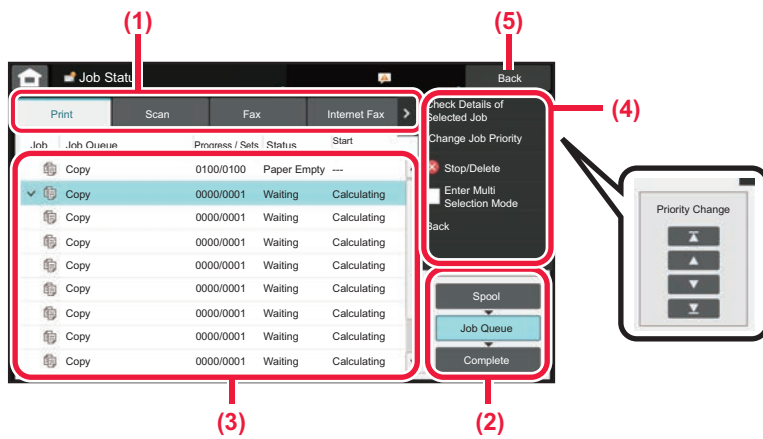 (1)
(5)
Job Status
Back
Print Scan Fax Internet Fax
Check Details of
Selected Job
(4)
Job Job Queue Progress / Sets Status Start
Change Job Priority
Copy 0100/0100 Paper Empty ---
Stop/Delete
Copy 0000/0001 Waiting Calculating
Enter Multi
Selection Mode
Copy 0000/0001 Waiting Calculating
Back
Copy 0000/0001 Waiting Calculating
Copy 0000/0001 Waiting Calculating
Copy 0000/0001 Waiting Calculating
Copy 0000/0001 Waiting Calculating
Copy 0000/0001 Waiting Calculating
Copy 0000/0001 Waiting Calculating
Spool
Job Queue
Complete
Priority Change
(3)
(2)